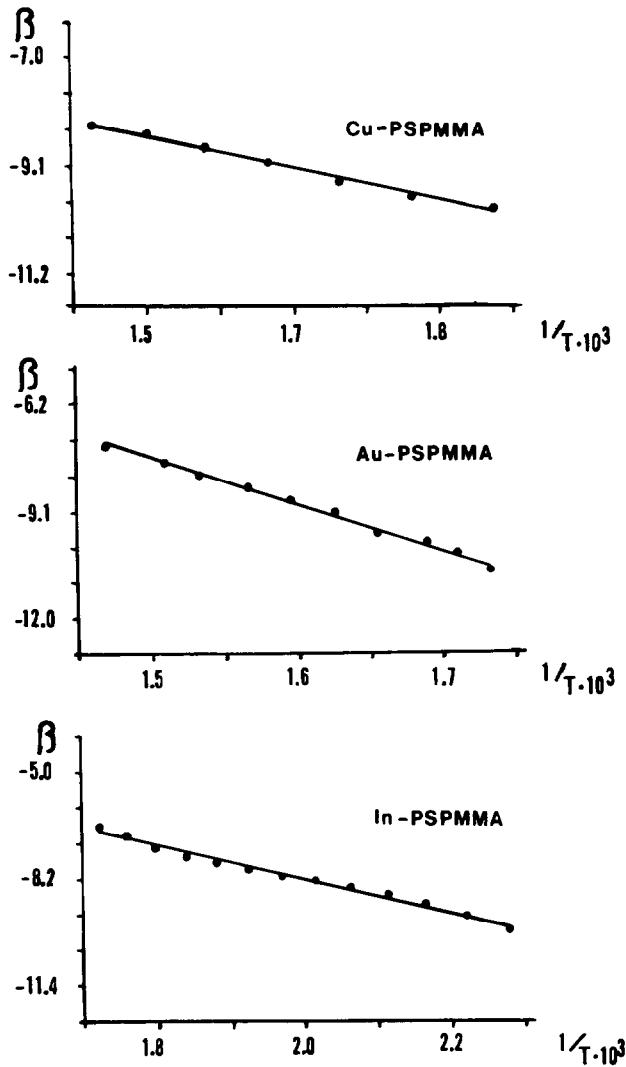 β
-7.0
Cu-PSPMMA
-9.1
-11.2
1.5 1.7 1.8 1/T·10³
β
-6.2
Au-PSPMMA
-9.1
-12.0
1.5 1.6 1.7 1/T·10³
β
-5.0
In-PSPMMA
-8.2
-11.4
1.8 2.0 2.2 1/T·10³